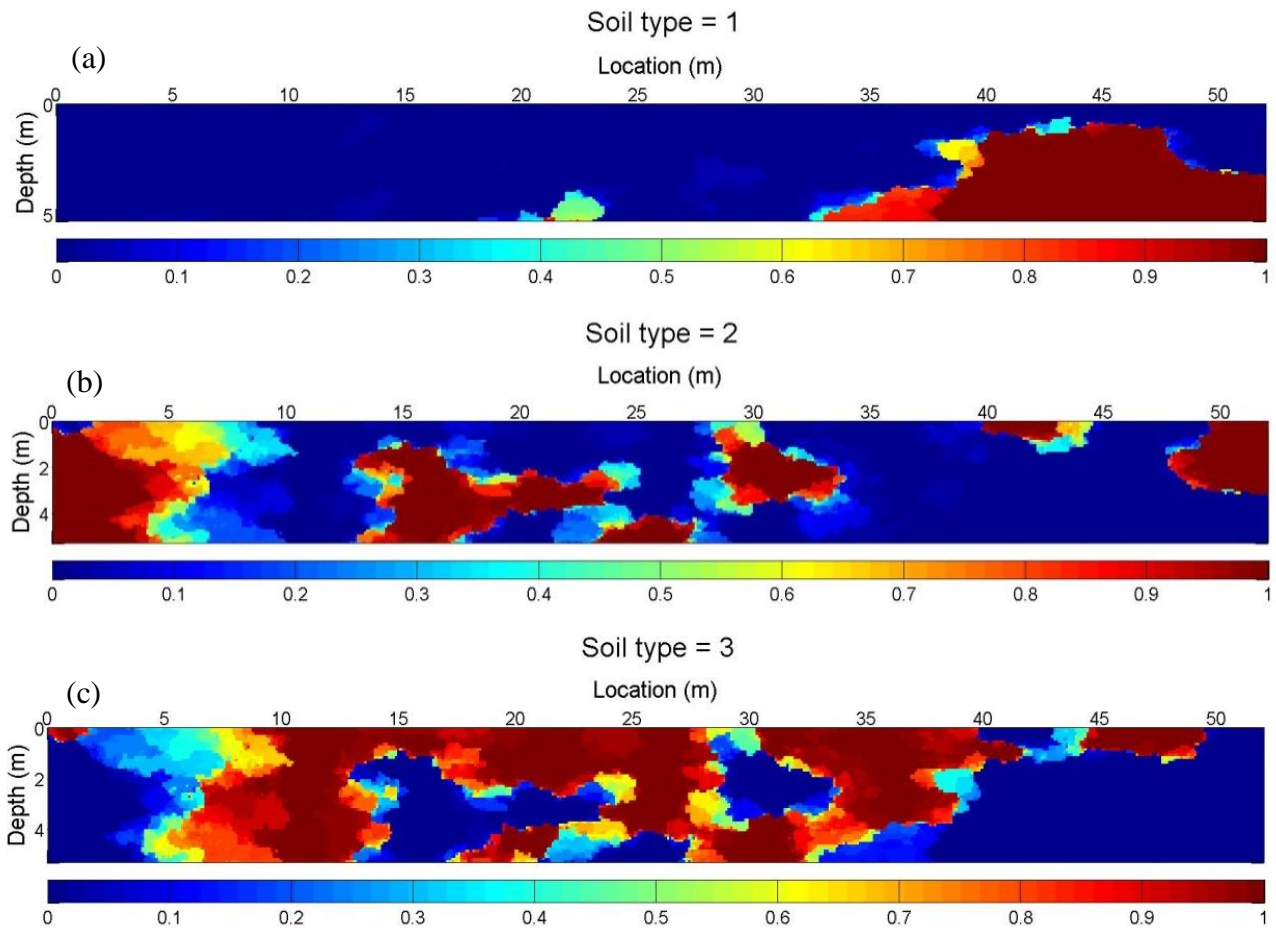 Soil type = 1
(a)
Location (m)
0 5 10 15 20 25 30 35 40 45 50
Depth (m)
0
5
0 0.1 0.2 0.3 0.4 0.5 0.6 0.7 0.8 0.9 1
Soil type = 2
(b)
Location (m)
0 5 10 15 20 25 30 35 40 45 50
Depth (m)
0
2
4
0 0.1 0.2 0.3 0.4 0.5 0.6 0.7 0.8 0.9 1
Soil type = 3
(c)
Location (m)
0 5 10 15 20 25 30 35 40 45 50
Depth (m)
0
2
4
0 0.1 0.2 0.3 0.4 0.5 0.6 0.7 0.8 0.9 1